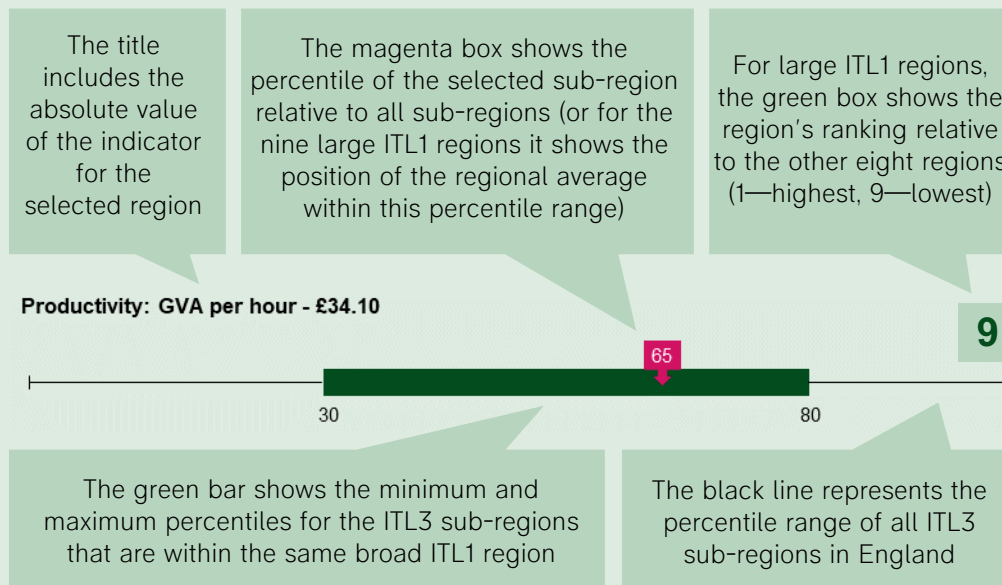 The title
includes the
absolute value
of the indicator
for the
selected region
The magenta box shows the
percentile of the selected sub-region
relative to all sub-regions (or for the
nine large ITL1 regions it shows the
position of the regional average
within this percentile range)
For large ITL1 regions,
the green box shows the
region's ranking relative
to the other eight regions
(1—highest, 9—lowest)
Productivity: GVA per hour - £34.10
9
65
30
80
The green bar shows the minimum and
maximum percentiles for the ITL3 sub-regions
that are within the same broad ITL1 region
The black line represents the
percentile range of all ITL3
sub-regions in England